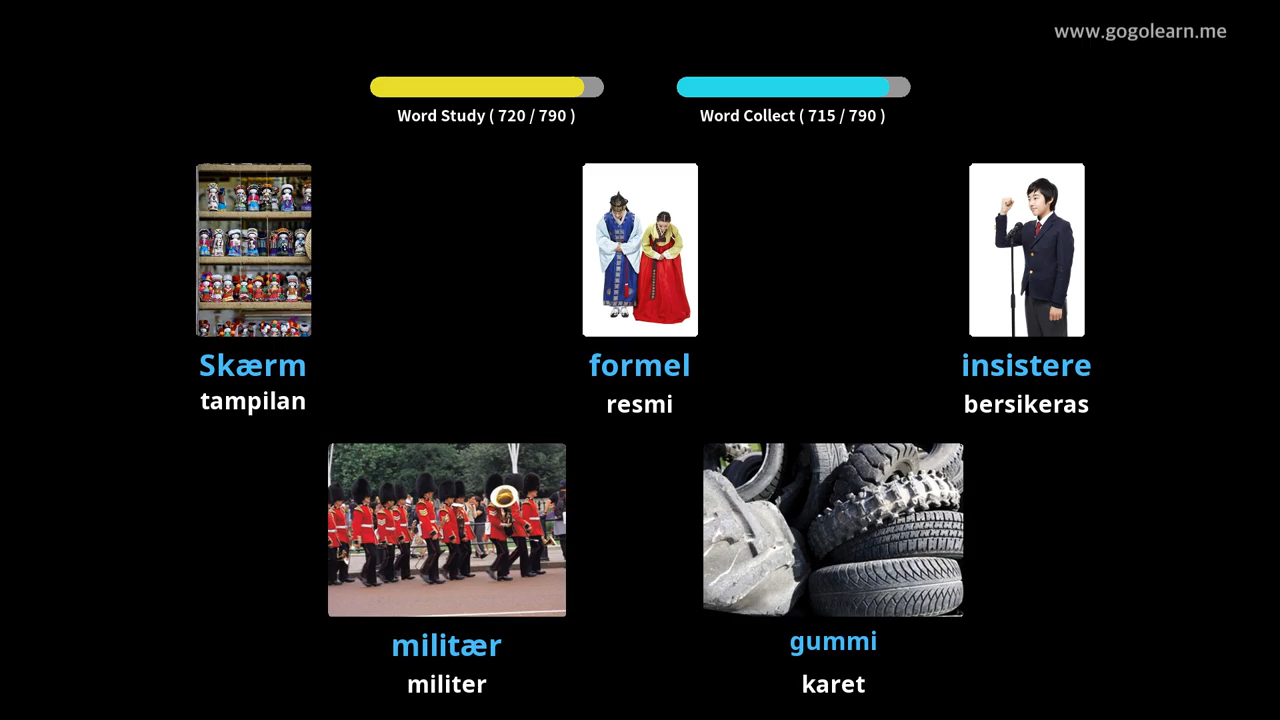 www.gogolearn.me
Word Study ( 720 / 790 )
Word Collect ( 715 / 790 )
Skærm
tampilan
formel
resmi
insistere
bersikeras
militær
militer
gummi
karet